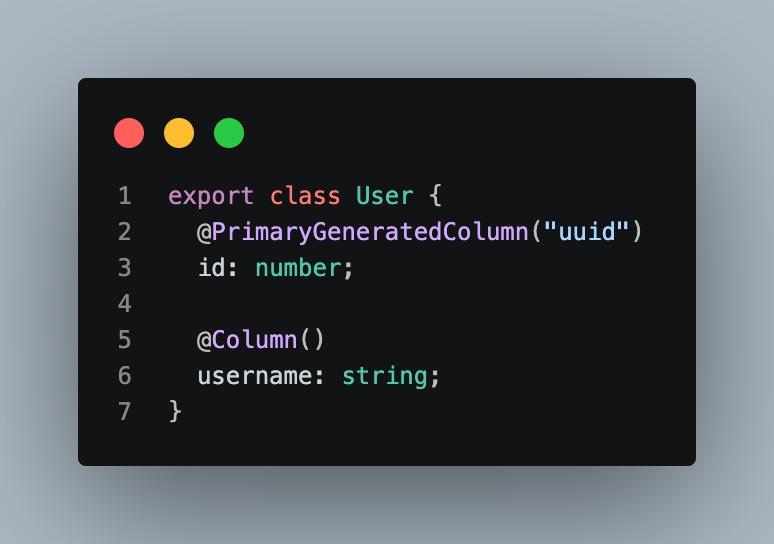 1 export class User {
2 @PrimaryGeneratedColumn("uuid")
3 id: number;
4
5 @Column()
6 username: string;
7 }